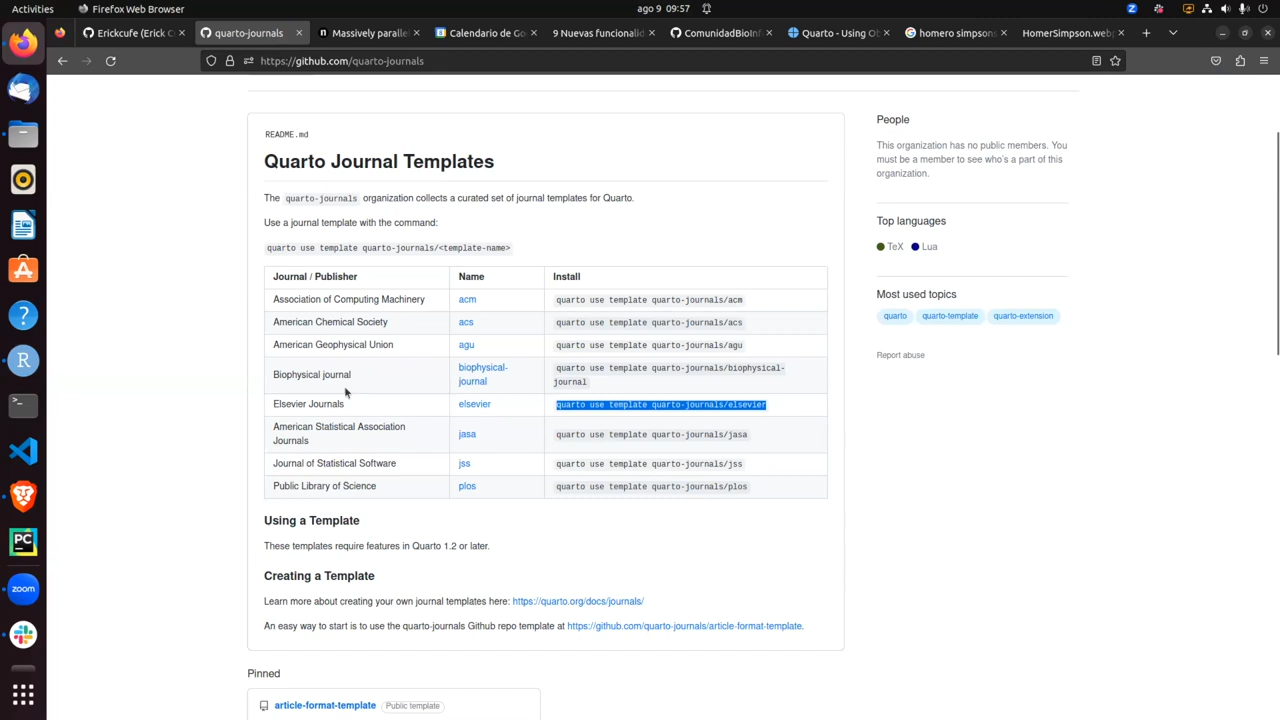 Activities
Firefox Web Browser
ago 9 09:57
Erickcufe (Erick C
quarto-journals
Massively paralle
Calendario de Go
9 Nuevas funcionalid
ComunidadBioInf
Quarto - Using Ob
homero simpsons
HomerSimpson.webp
https://github.com/quarto-journals
README.md
Quarto Journal Templates
The quarto-journals organization collects a curated set of journal templates for Quarto.
Use a journal template with the command:
quarto use template quarto-journals/<template-name>
Journal / Publisher Name Install
Association of Computing Machinery acm quarto use template quarto-journals/acm
American Chemical Society acs quarto use template quarto-journals/acs
American Geophysical Union agu quarto use template quarto-journals/agu
Biophysical journal biophysical-journal quarto use template quarto-journals/biophysical-journal
Elsevier Journals elsevier quarto use template quarto-journals/elsevier
American Statistical Association Journals jasa quarto use template quarto-journals/jasa
Journal of Statistical Software jss quarto use template quarto-journals/jss
Public Library of Science plos quarto use template quarto-journals/plos
Using a Template
These templates require features in Quarto 1.2 or later.
Creating a Template
Learn more about creating your own journal templates here: https://quarto.org/docs/journals/
An easy way to start is to use the quarto-journals Github repo template at https://github.com/quarto-journals/article-format-template.
Pinned
article-format-template Public template
People
This organization has no public members. You
must be a member to see who's a part of this
organization.
Top languages
TeX Lua
Most used topics
quarto quarto-template quarto-extension
Report abuse
R
PC
zoom